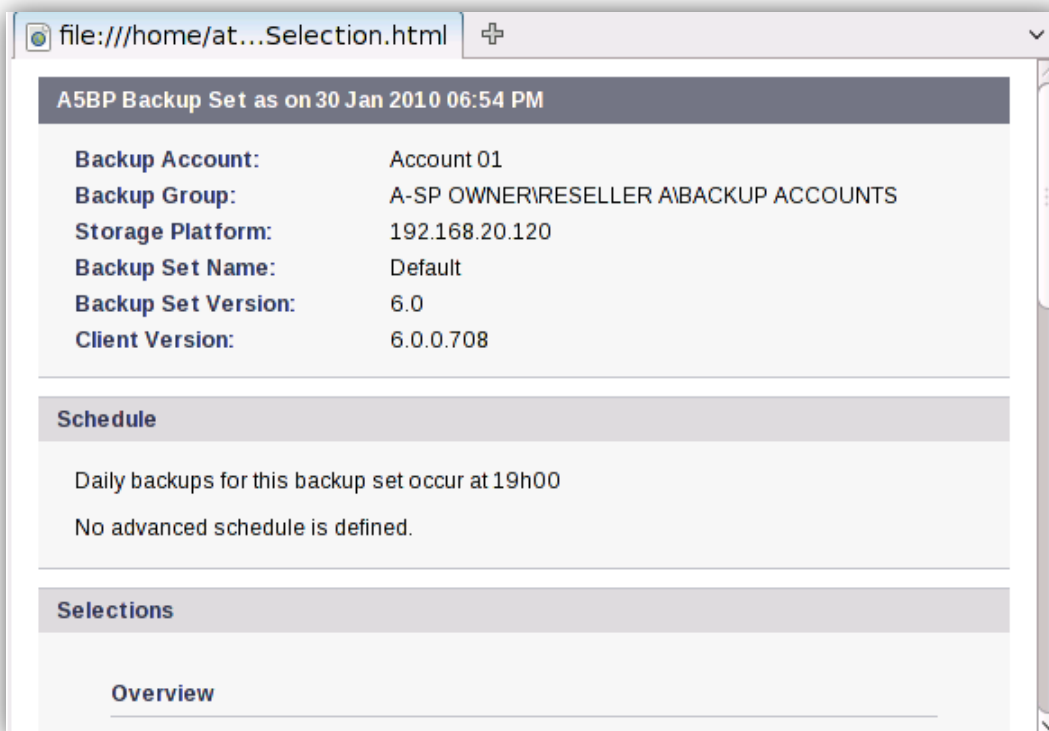 file:///home/at...Selection.html
A5BP Backup Set as on 30 Jan 2010 06:54 PM
Backup Account: Account 01
Backup Group: A-SP OWNER\RESELLER A\BACKUP ACCOUNTS
Storage Platform: 192.168.20.120
Backup Set Name: Default
Backup Set Version: 6.0
Client Version: 6.0.0.708
Schedule
Daily backups for this backup set occur at 19h00
No advanced schedule is defined.
Selections
Overview